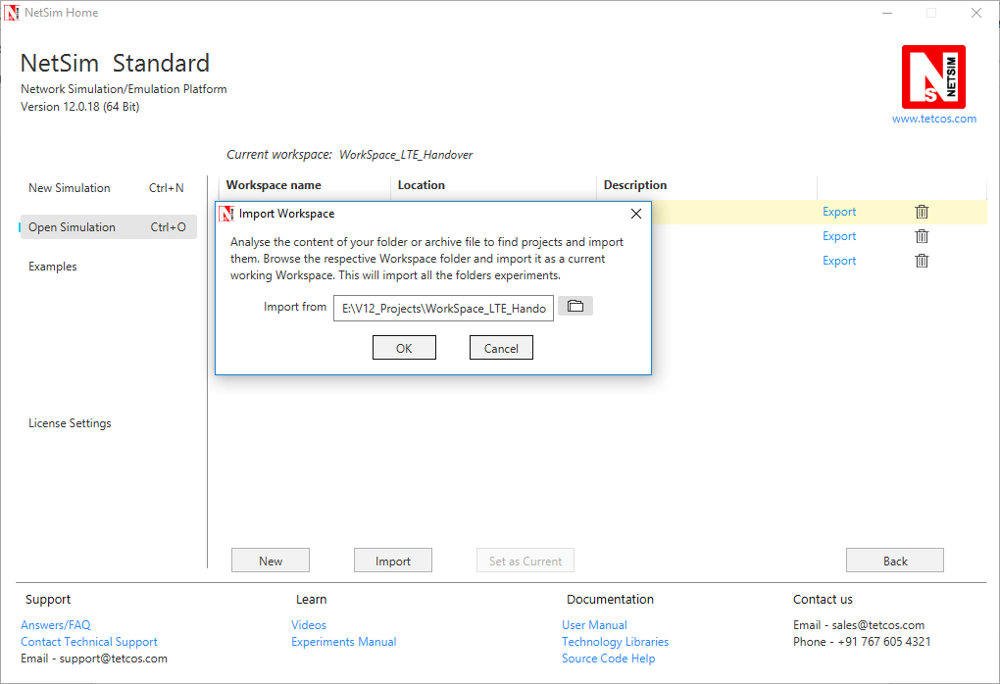 NetSim Home
NetSim Standard
Network Simulation/Emulation Platform
Version 12.0.18 (64 Bit)
NETSIM
www.tetcos.com
Current workspace: WorkSpace_LTE_Handover
New Simulation Ctrl+N
Open Simulation Ctrl+O
Examples
License Settings
Workspace name Location Description
Export
Export
Export
Import Workspace
Analyse the content of your folder or archive file to find projects and import
them. Browse the respective Workspace folder and import it as a current
working Workspace. This will import all the folders experiments.
Import from E:\V12_Projects\WorkSpace_LTE_Hando
OK Cancel
New Import Set as Current Back
Support
Answers/FAQ
Contact Technical Support
Email - support@tetcos.com
Learn
Videos
Experiments Manual
Documentation
User Manual
Technology Libraries
Source Code Help
Contact us
Email - sales@tetcos.com
Phone - +91 767 605 4321